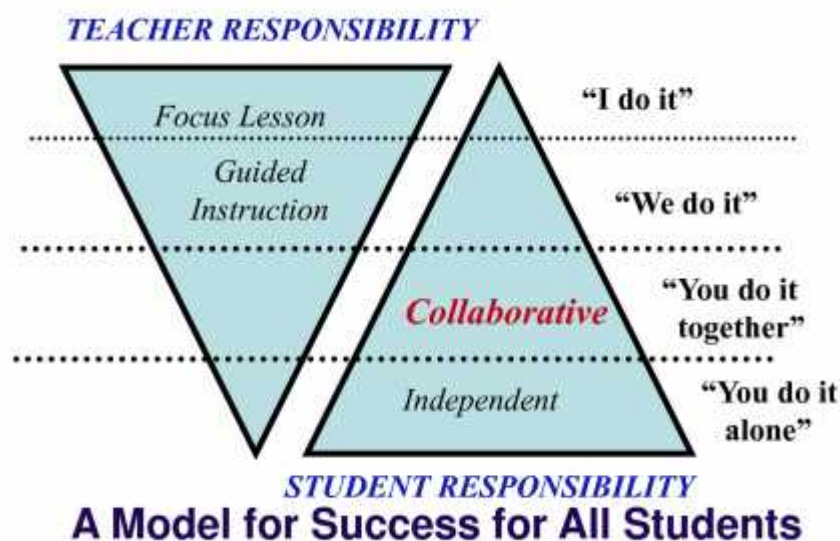 TEACHER RESPONSIBILITY
Focus Lesson
“I do it”
Guided
Instruction
“We do it”
Collaborative
“You do it
together”
Independent
“You do it
alone”
STUDENT RESPONSIBILITY
A Model for Success for All Students